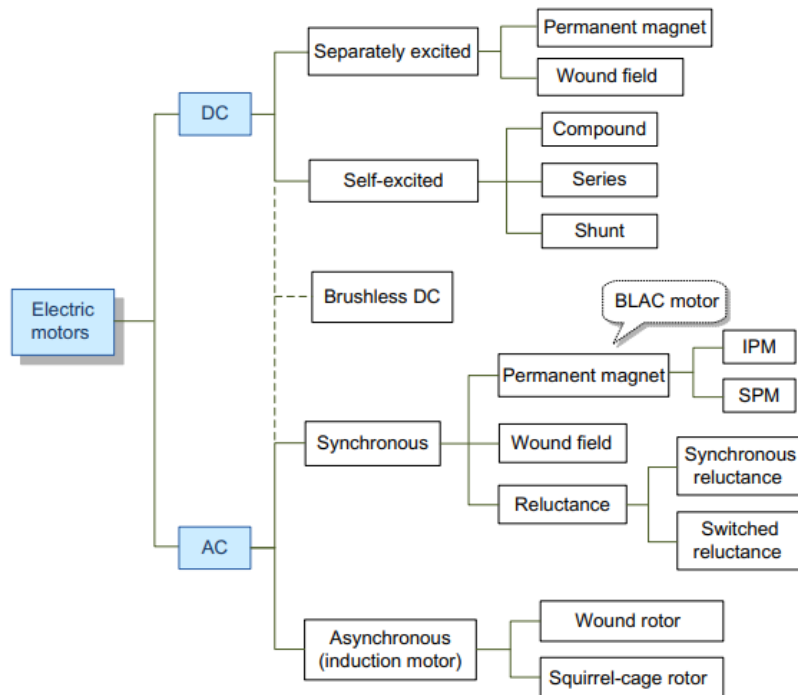 Permanent magnet
Separately excited
Wound field
DC
Compound
Self-excited
Series
Shunt
Brushless DC
Electric
motors
BLAC motor
IPM
Permanent magnet
SPM
Synchronous
Wound field
Synchronous
reluctance
Reluctance
Switched
reluctance
AC
Asynchronous
(induction motor)
Wound rotor
Squirrel-cage rotor